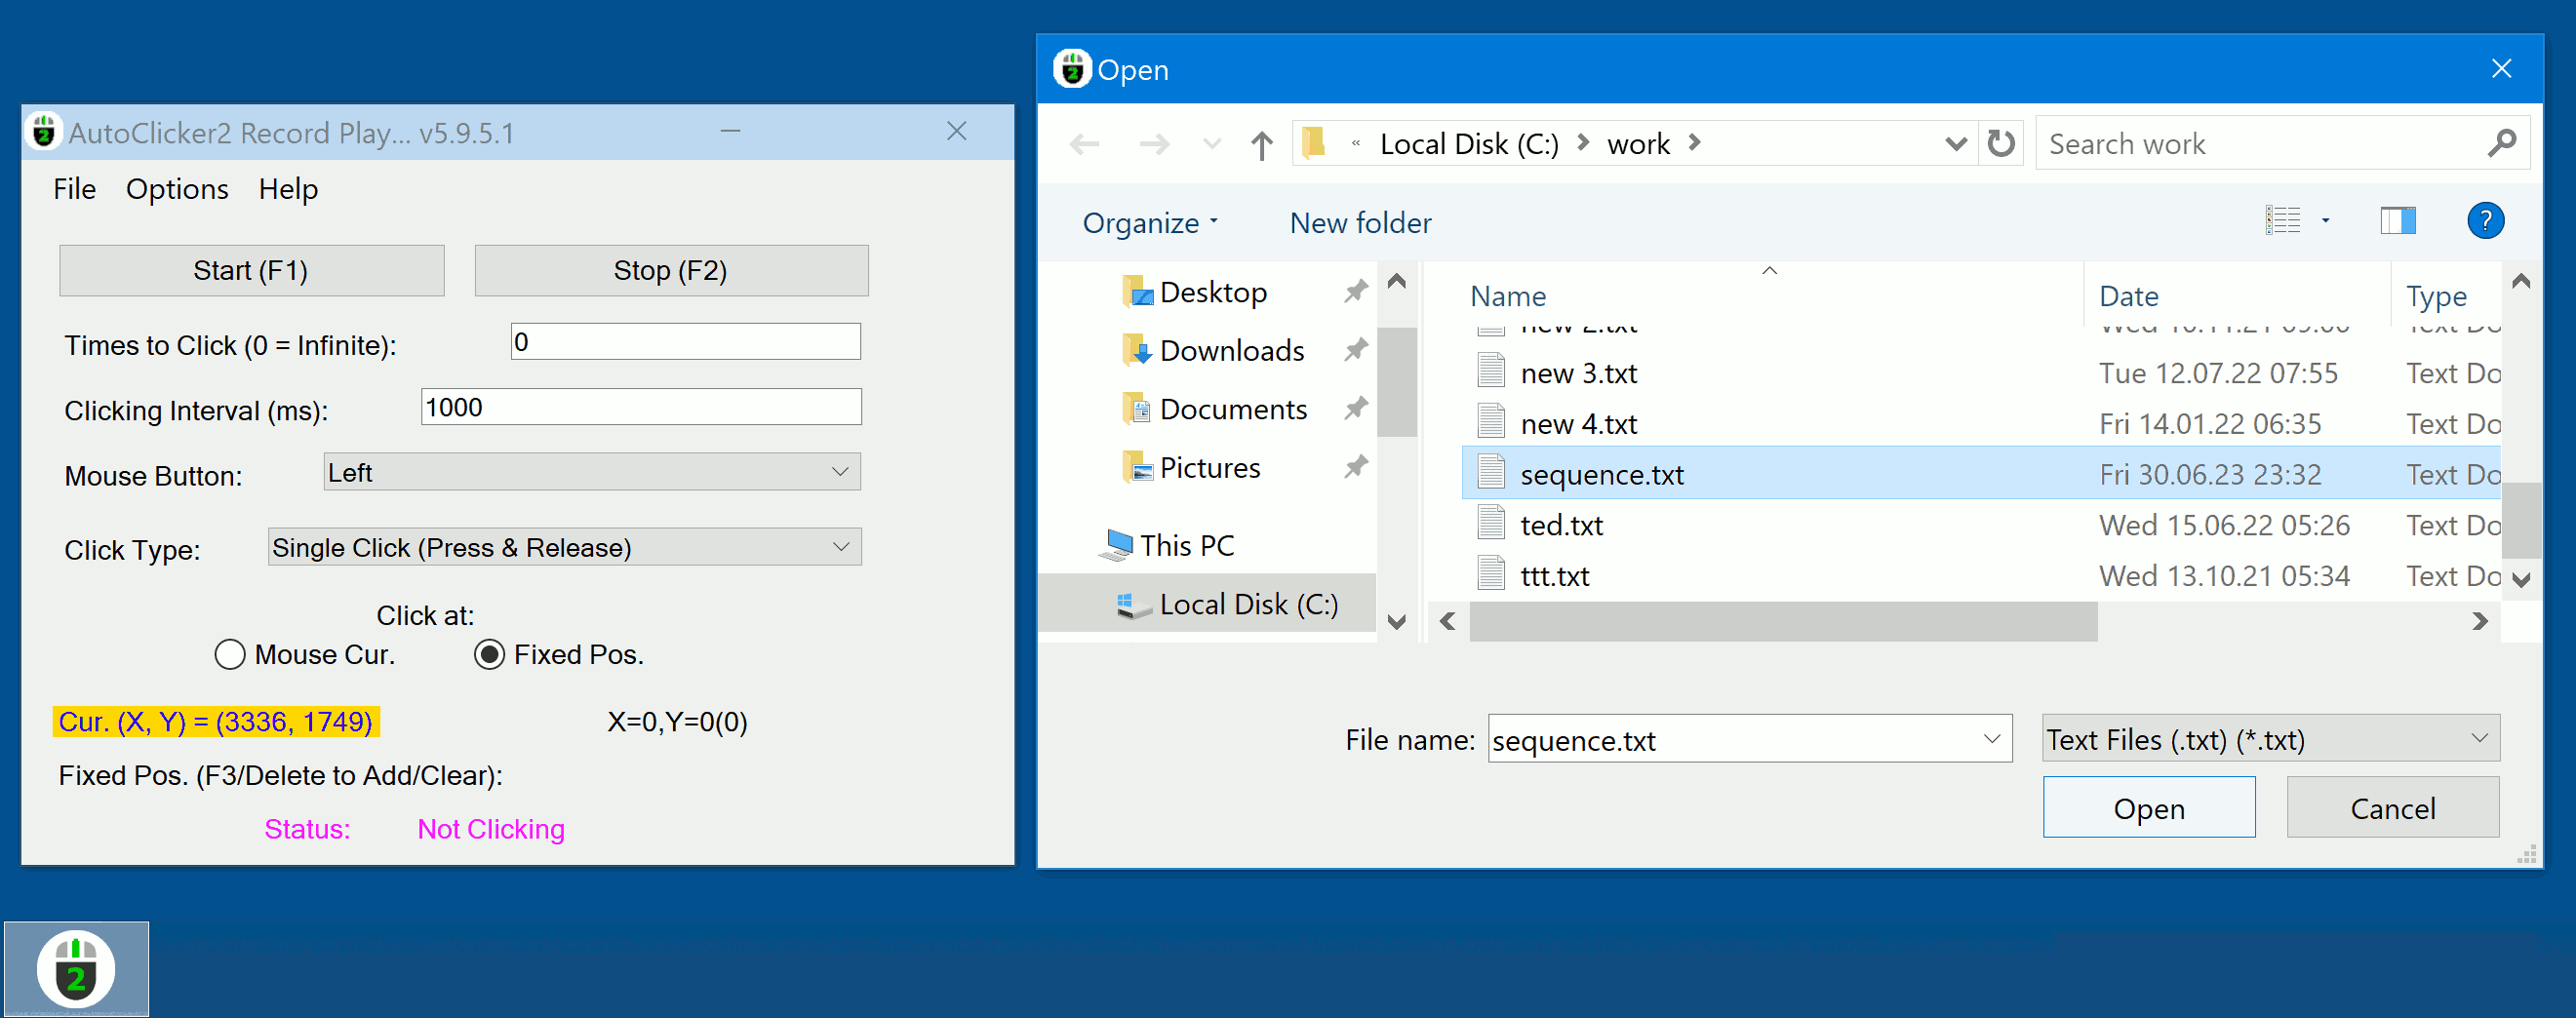 AutoClicker2 Record Play... v5.9.5.1
File Options Help
Start (F1) Stop (F2)
Times to Click (0 = Infinite): 0
Clicking Interval (ms): 1000
Mouse Button: Left
Click Type: Single Click (Press & Release)
Click at:
Mouse Cur. Fixed Pos.
Cur. (X, Y) = (3336, 1749) X=0,Y=0(0)
Fixed Pos. (F3/Delete to Add/Clear):
Status: Not Clicking
2
Open
« Local Disk (C:) > work > Search work
Organize New folder ?
Desktop
Downloads
Documents
Pictures
This PC
Local Disk (C:)
Name Date Type
new 2.txt
new 3.txt Tue 12.07.22 07:55 Text Do
new 4.txt Fri 14.01.22 06:35 Text Do
sequence.txt Fri 30.06.23 23:32 Text Do
ted.txt Wed 15.06.22 05:26 Text Do
ttt.txt Wed 13.10.21 05:34 Text Do
File name: sequence.txt Text Files (.txt) (*.txt)
Open Cancel